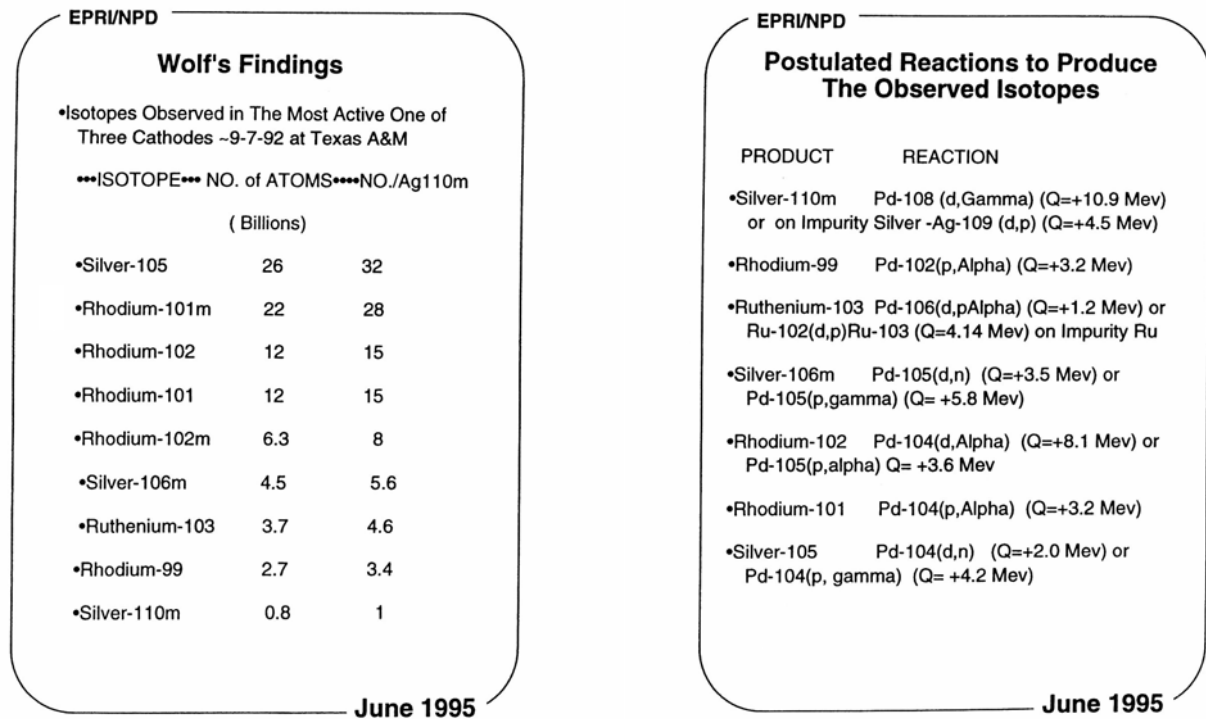 EPRI/NPD
Wolf's Findings
•Isotopes Observed in The Most Active One of
Three Cathodes ~9-7-92 at Texas A&M
•••ISOTOPE••• NO. of ATOMS••••NO./Ag110m
( Billions)
•Silver-105 26 32
•Rhodium-101m 22 28
•Rhodium-102 12 15
•Rhodium-101 12 15
•Rhodium-102m 6.3 8
•Silver-106m 4.5 5.6
•Ruthenium-103 3.7 4.6
•Rhodium-99 2.7 3.4
•Silver-110m 0.8 1
June 1995
EPRI/NPD
Postulated Reactions to Produce
The Observed Isotopes
PRODUCT REACTION
•Silver-110m Pd-108 (d,Gamma) (Q=+10.9 Mev)
or on Impurity Silver -Ag-109 (d,p) (Q=+4.5 Mev)
•Rhodium-99 Pd-102(p,Alpha) (Q=+3.2 Mev)
•Ruthenium-103 Pd-106(d,pAlpha) (Q=+1.2 Mev) or
Ru-102(d,p)Ru-103 (Q=4.14 Mev) on Impurity Ru
•Silver-106m Pd-105(d,n) (Q=+3.5 Mev) or
Pd-105(p,gamma) (Q= +5.8 Mev)
•Rhodium-102 Pd-104(d,Alpha) (Q=+8.1 Mev) or
Pd-105(p,alpha) Q= +3.6 Mev
•Rhodium-101 Pd-104(p,Alpha) (Q=+3.2 Mev)
•Silver-105 Pd-104(d,n) (Q=+2.0 Mev) or
Pd-104(p, gamma) (Q= +4.2 Mev)
June 1995